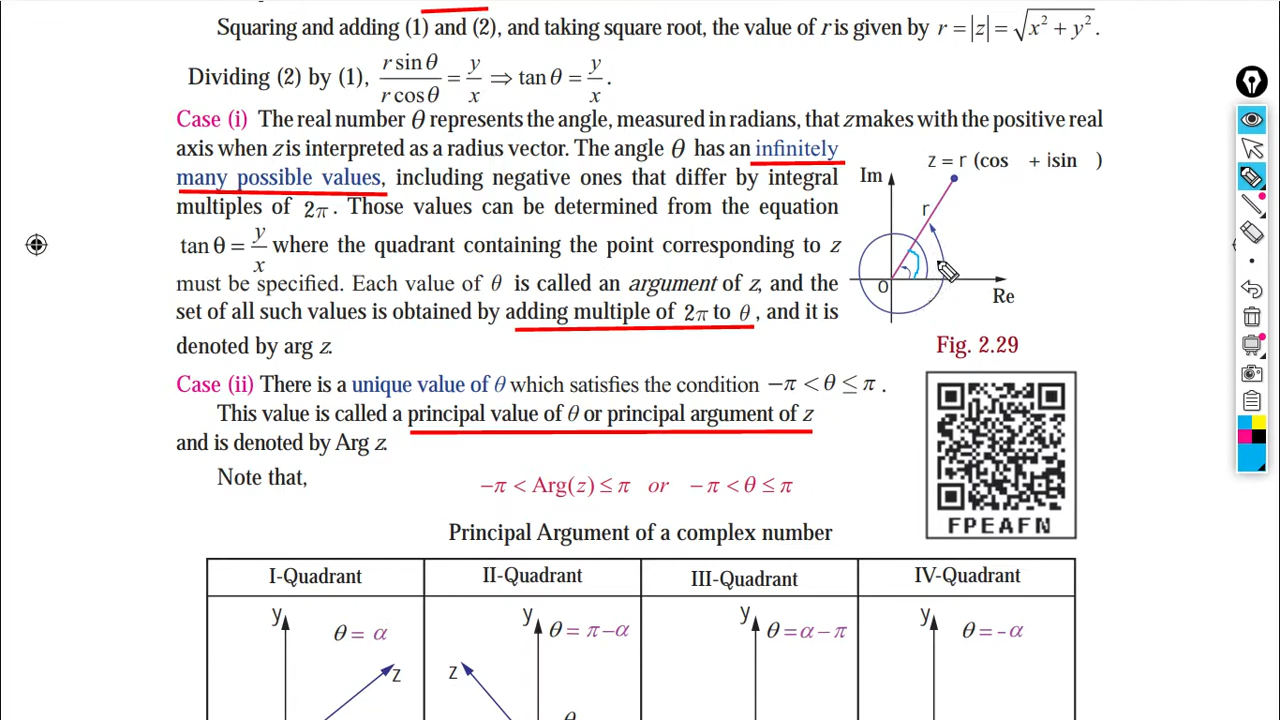 Squaring and adding (1) and (2), and taking square root, the value of r is given by r = |z| = √(x² + y²).
Dividing (2) by (1), r sin θ / r cos θ = y/x ⇒ tan θ = y/x.
Case (i) The real number θ represents the angle, measured in radians, that z makes with the positive real
axis when z is interpreted as a radius vector. The angle θ has an infinitely
many possible values, including negative ones that differ by integral
multiples of 2π. Those values can be determined from the equation
tan θ = y/x where the quadrant containing the point corresponding to z
must be specified. Each value of θ is called an argument of z, and the
set of all such values is obtained by adding multiple of 2π to θ, and it is
denoted by arg z.
z = r (cos + isin )
Im
r
O
Re
Fig. 2.29
Case (ii) There is a unique value of θ which satisfies the condition −π < θ ≤ π.
This value is called a principal value of θ or principal argument of z
and is denoted by Arg z.
Note that,
−π < Arg(z) ≤ π or −π < θ ≤ π
FPEAFN
Principal Argument of a complex number
I-Quadrant II-Quadrant III-Quadrant IV-Quadrant
y θ = α y θ = π−α y θ = α−π y θ = −α
z z
θ